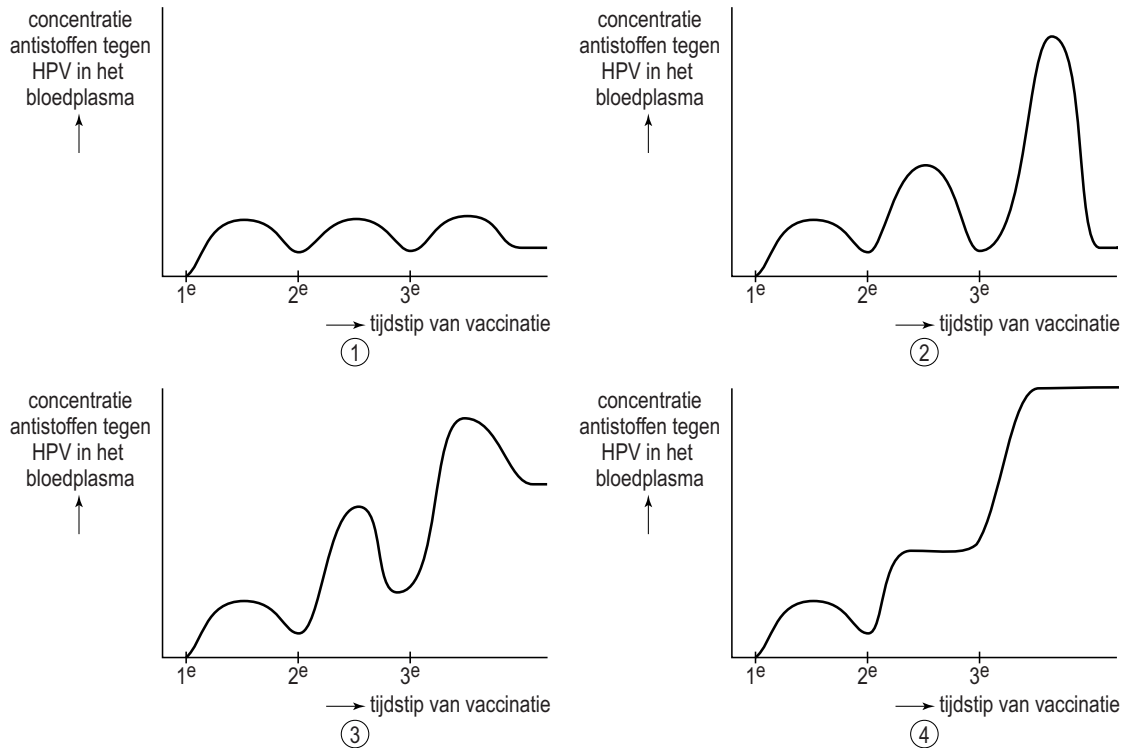 concentratie
antistoffen tegen
HPV in het
bloedplasma
1e
2e
3e
tijdstip van vaccinatie
1
concentratie
antistoffen tegen
HPV in het
bloedplasma
1e
2e
3e
tijdstip van vaccinatie
2
concentratie
antistoffen tegen
HPV in het
bloedplasma
1e
2e
3e
tijdstip van vaccinatie
3
concentratie
antistoffen tegen
HPV in het
bloedplasma
1e
2e
3e
tijdstip van vaccinatie
4